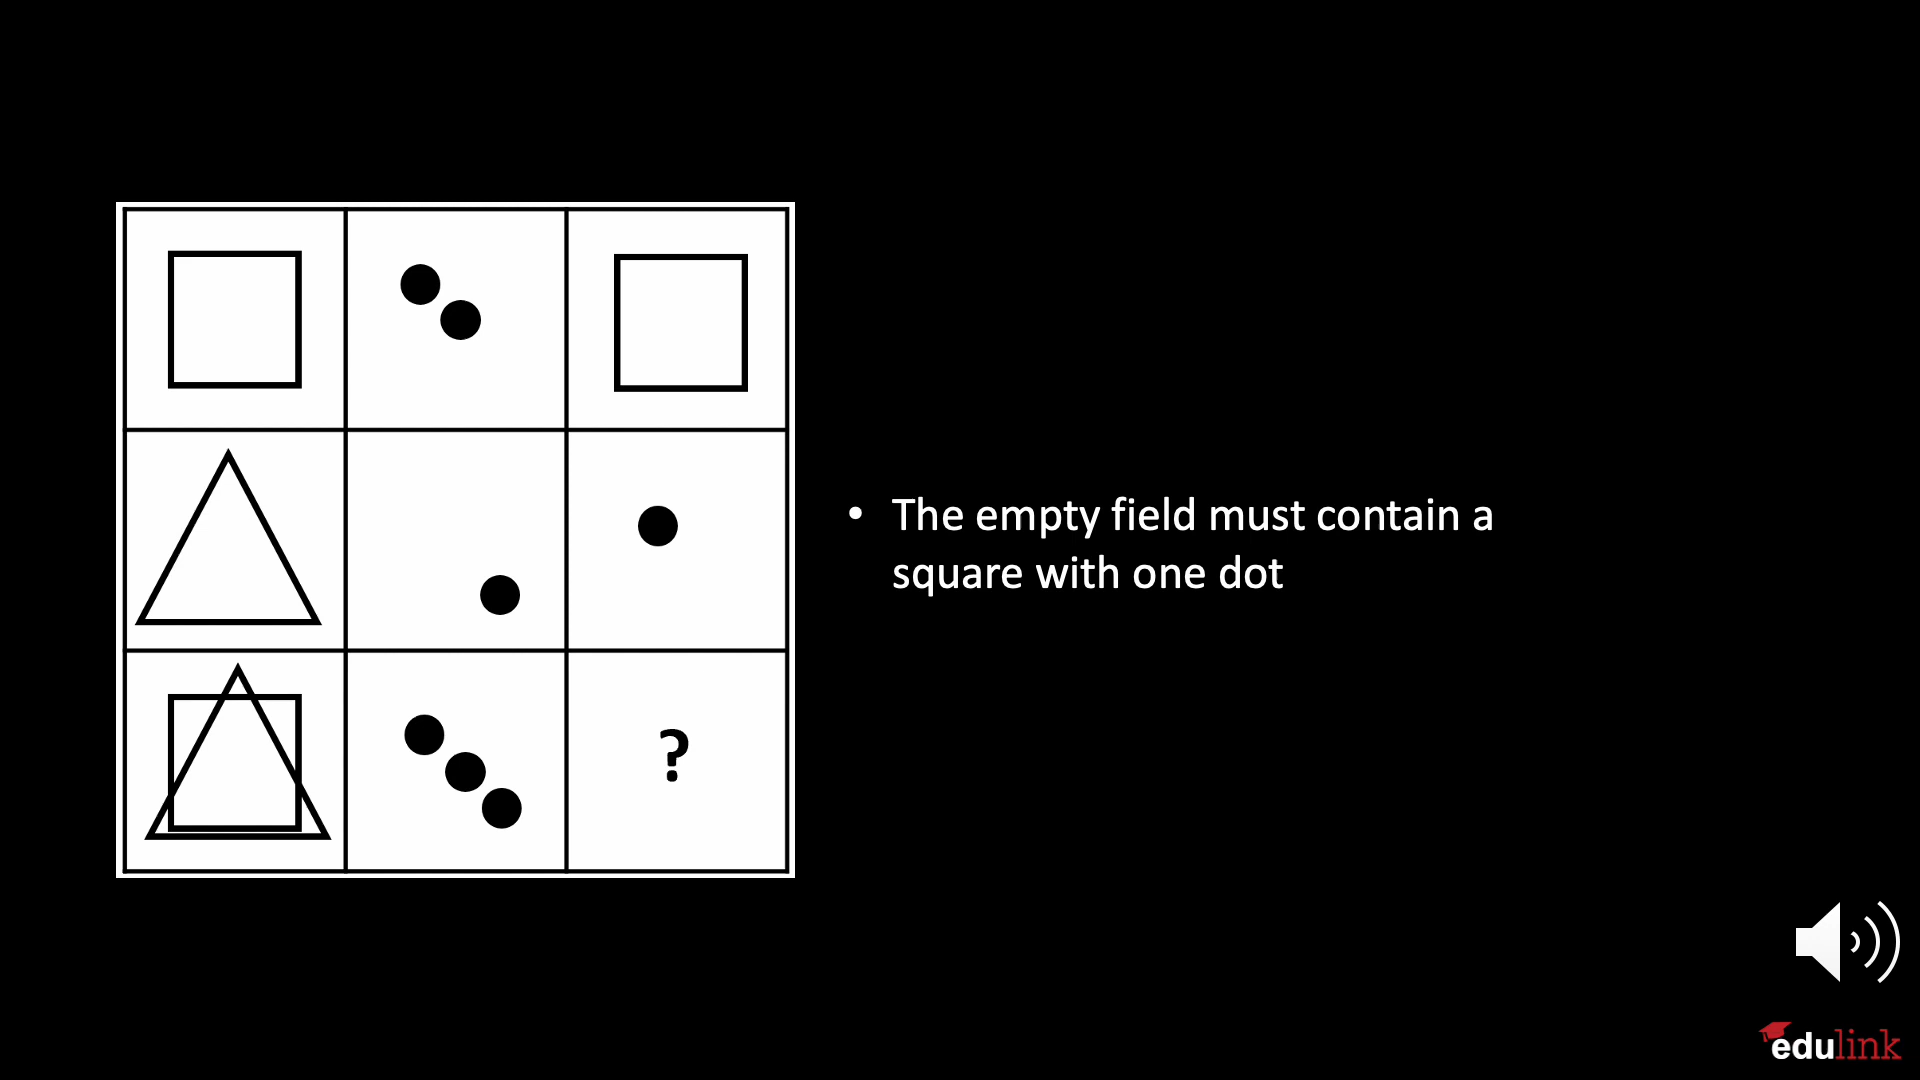 ?
• The empty field must contain a
square with one dot
edulink